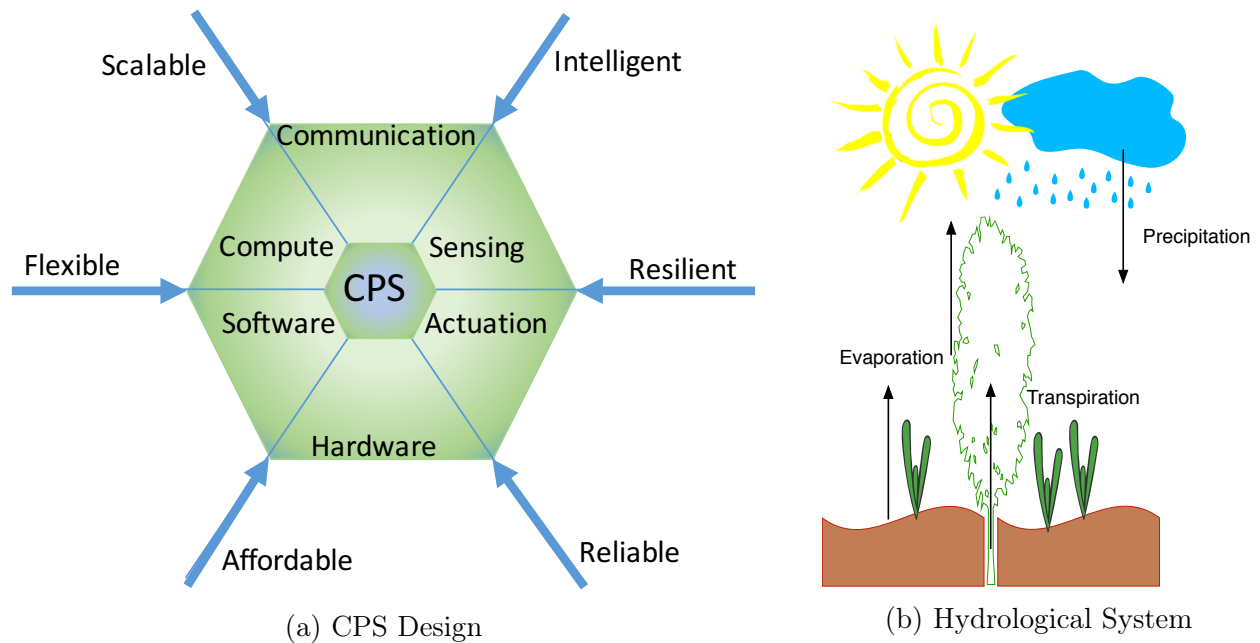 Scalable
Intelligent
Communication
Compute
Sensing
Flexible
CPS
Resilient
Software
Actuation
Hardware
Affordable
Reliable
(a) CPS Design
Precipitation
Evaporation
Transpiration
(b) Hydrological System